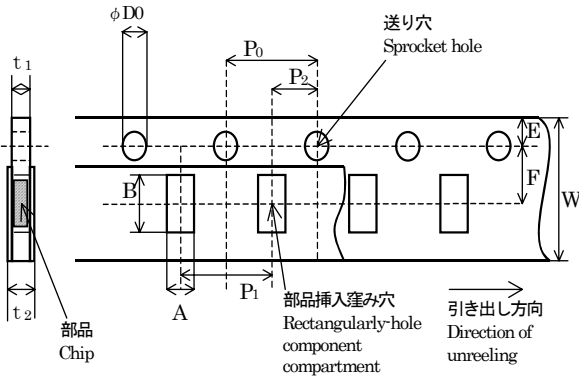 φD0
送り穴
Sprocket hole
t1
P0
P2
E
F
W
B
A
P1
t2
部品
Chip
部品挿入窪み穴
Rectangularly-hole
component
compartment
引き出し方向
Direction of
unreeling